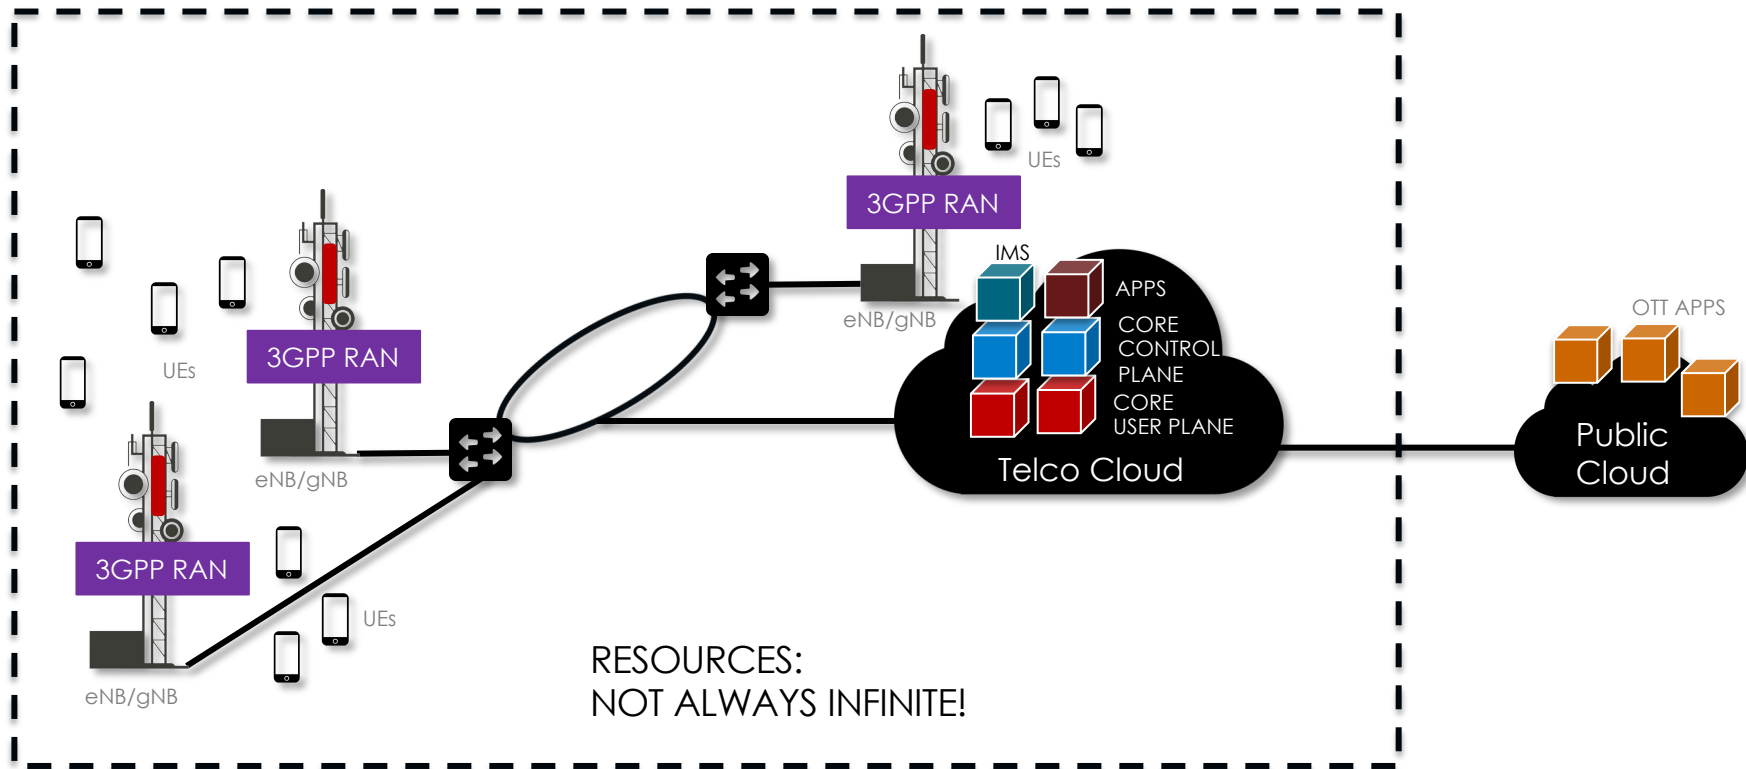 UEs
3GPP RAN
eNB/gNB
IMS
APPS
CORE
CONTROL
PLANE
CORE
USER PLANE
Telco Cloud
OTT APPS
Public
Cloud
3GPP RAN
UEs
eNB/gNB
3GPP RAN
UEs
eNB/gNB
RESOURCES:
NOT ALWAYS INFINITE!